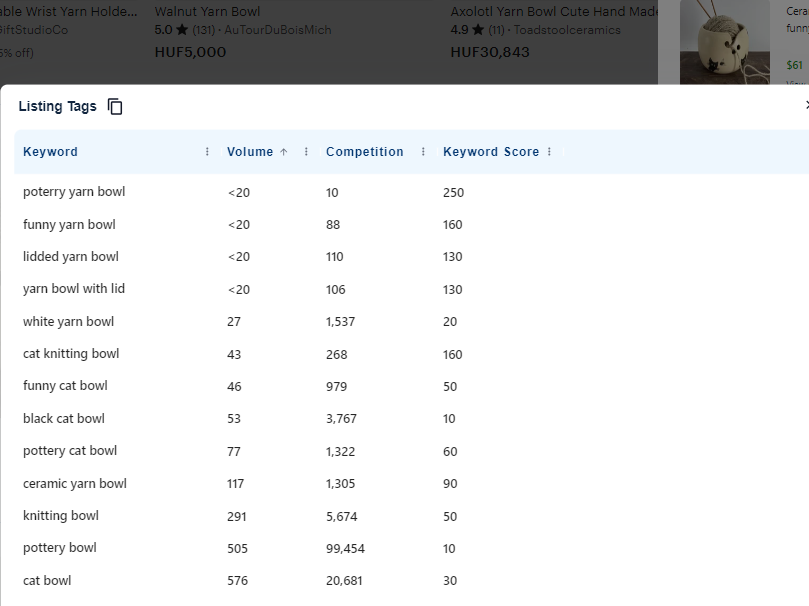 able Wrist Yarn Holde... Walnut Yarn Bowl Axolotl Yarn Bowl Cute Hand Made Cera
GiftStudioCo 5.0 ★ (131) · AuTourDuBoisMich 4.9 ★ (11) · Toadstoolceramics funny
5% off) HUF5,000 HUF30,843 $61
View
Listing Tags
Keyword Volume ↑ Competition Keyword Score
poterry yarn bowl <20 10 250
funny yarn bowl <20 88 160
lidded yarn bowl <20 110 130
yarn bowl with lid <20 106 130
white yarn bowl 27 1,537 20
cat knitting bowl 43 268 160
funny cat bowl 46 979 50
black cat bowl 53 3,767 10
pottery cat bowl 77 1,322 60
ceramic yarn bowl 117 1,305 90
knitting bowl 291 5,674 50
pottery bowl 505 99,454 10
cat bowl 576 20,681 30